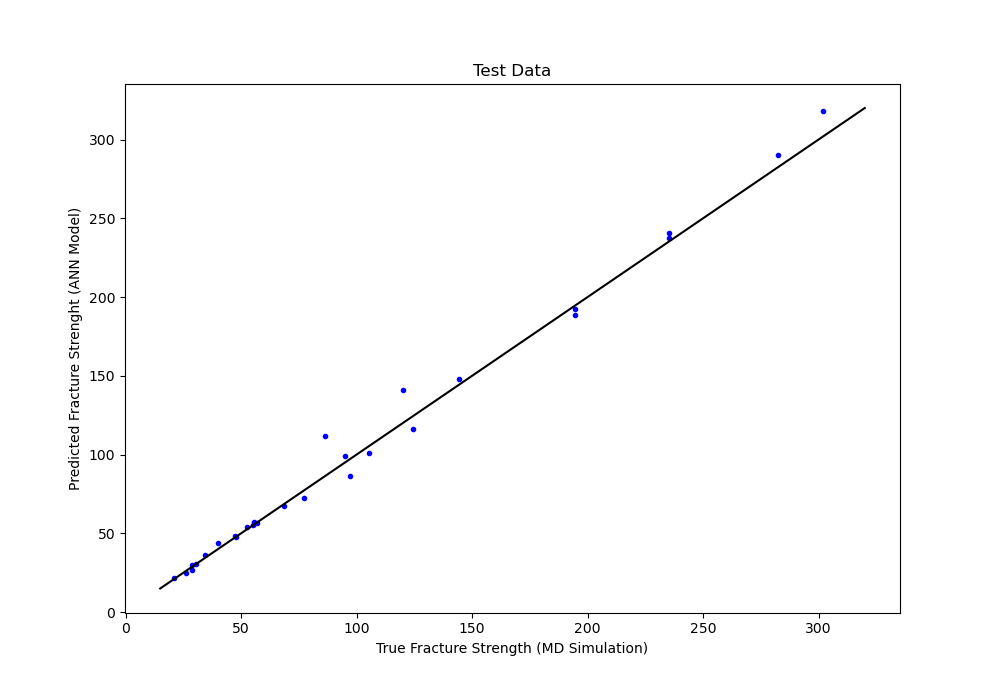 Test Data
Predicted Fracture Strenght (ANN Model)
300
250
200
150
100
50
0
0 50 100 150 200 250 300
True Fracture Strength (MD Simulation)